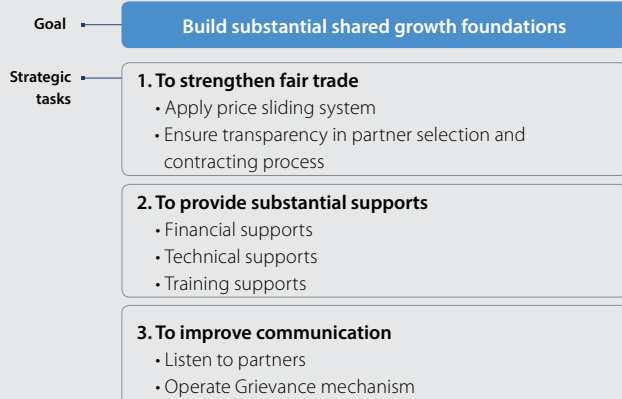 Goal
Build substantial shared growth foundations
Strategic
tasks
1. To strengthen fair trade
• Apply price sliding system
• Ensure transparency in partner selection and
contracting process
2. To provide substantial supports
• Financial supports
• Technical supports
• Training supports
3. To improve communication
• Listen to partners
• Operate Grievance mechanism